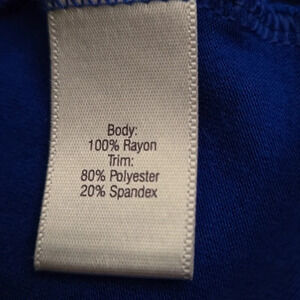 Body:
100% Rayon
Trim:
80% Polyester
20% Spandex